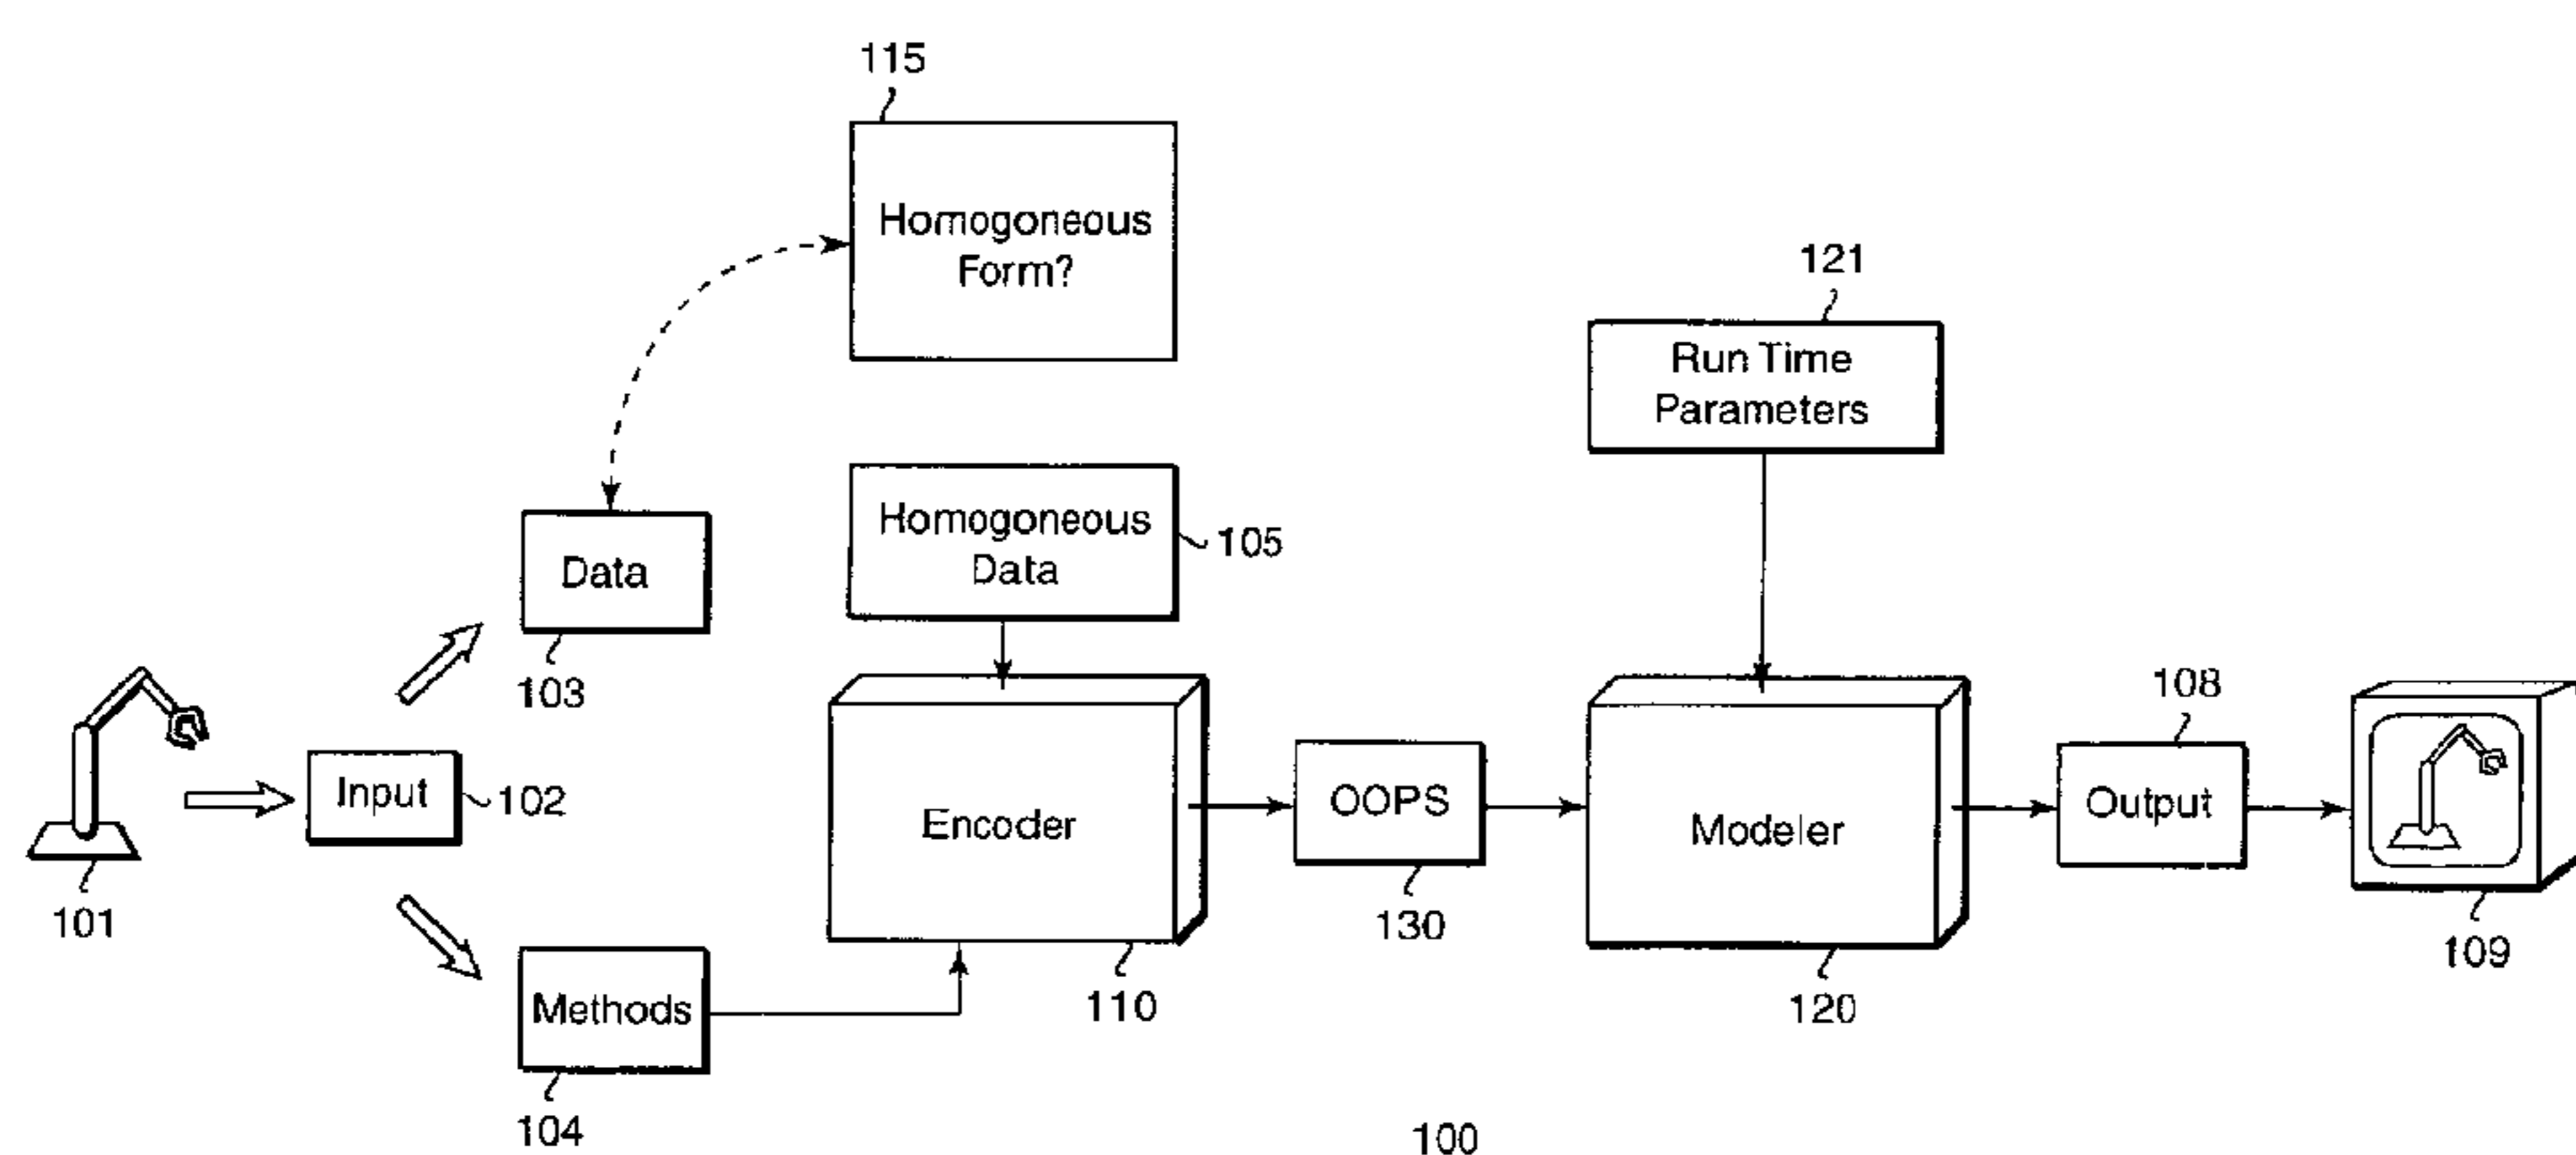 115
Homogoneous
Form?
121
Run Time
Parameters
Homogoneous
Data
105
Data
103
108
Input
102
Encoder
OOPS
Modeler
Output
101
130
109
110
120
Methods
104
100